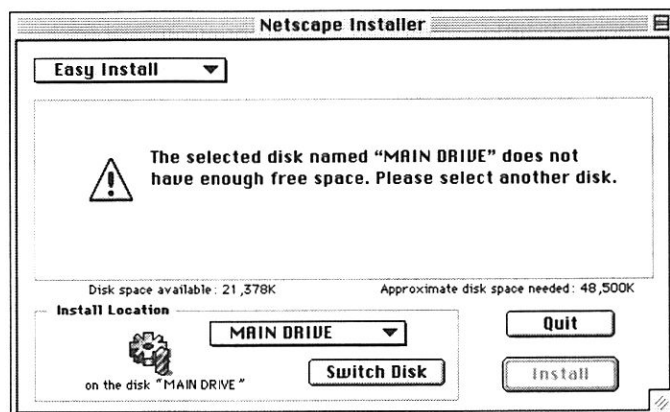 Netscape Installer
Easy Install
The selected disk named “MAIN DRIVE” does not
have enough free space. Please select another disk.
Disk space available: 21,378K
Approximate disk space needed: 48,500K
Install Location
MAIN DRIVE
on the disk “MAIN DRIVE”
Switch Disk
Quit
Install